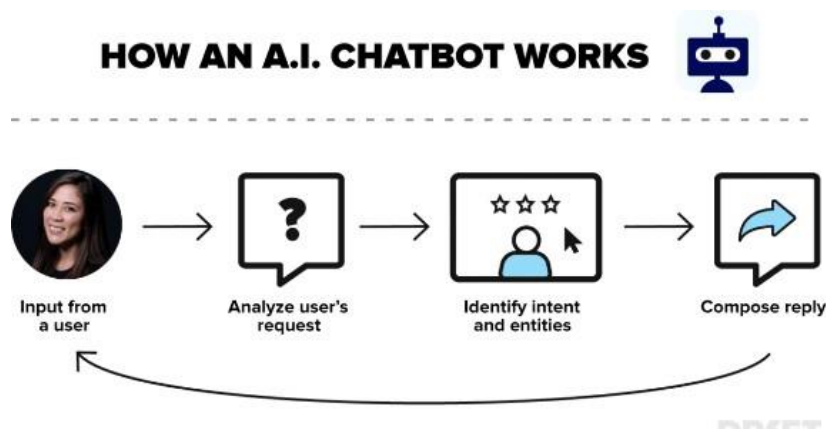 HOW AN A.I. CHATBOT WORKS
?
Input from
a user
Analyze user's
request
Identify intent
and entities
Compose reply